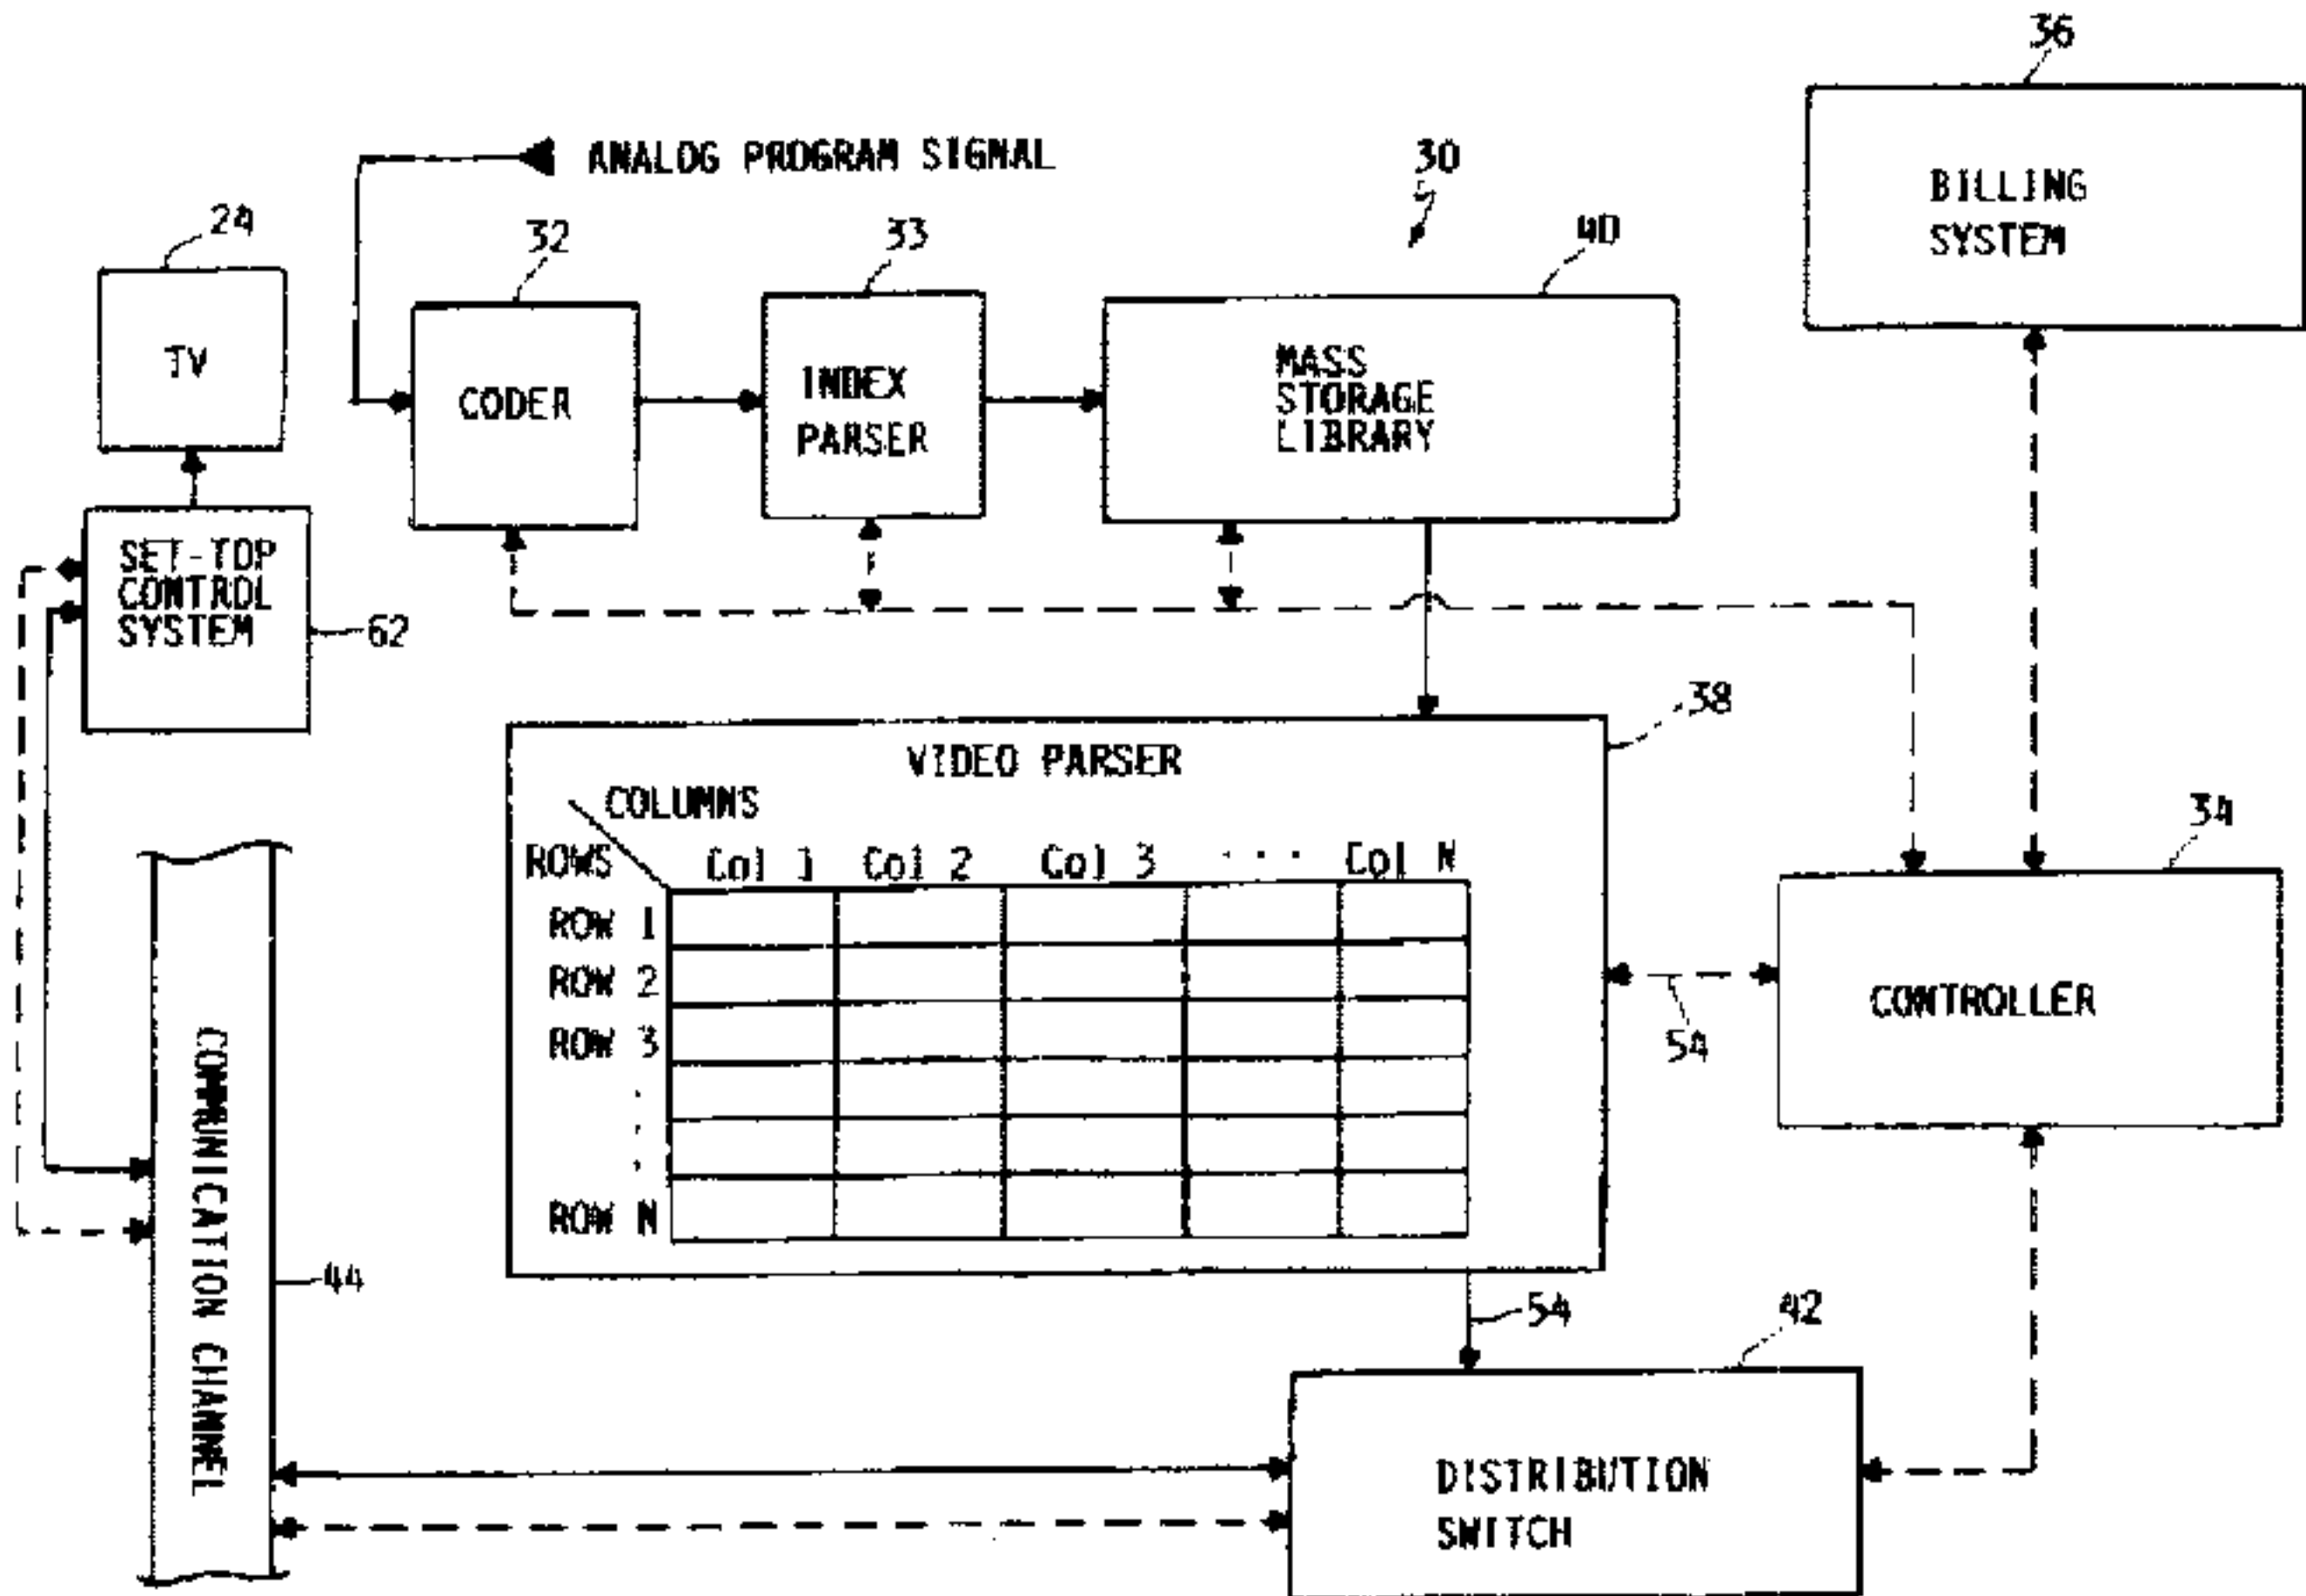 36
ANALOG PROGRAM SIGNAL
30
BILLING
SYSTEM
24
32
33
40
TV
CODER
INDEX
PARSER
MASS
STORAGE
LIBRARY
SET-TOP
CONTROL
SYSTEM
62
38
VIDEO PARSER
COLUMNS
34
ROWS
Col 1 Col 2 Col 3 ... Col N
ROW 1
ROW 2
ROW 3
.
.
.
ROW N
CONTROLLER
54
COMMUNICATION CHANNEL
44
54
42
DISTRIBUTION
SWITCH